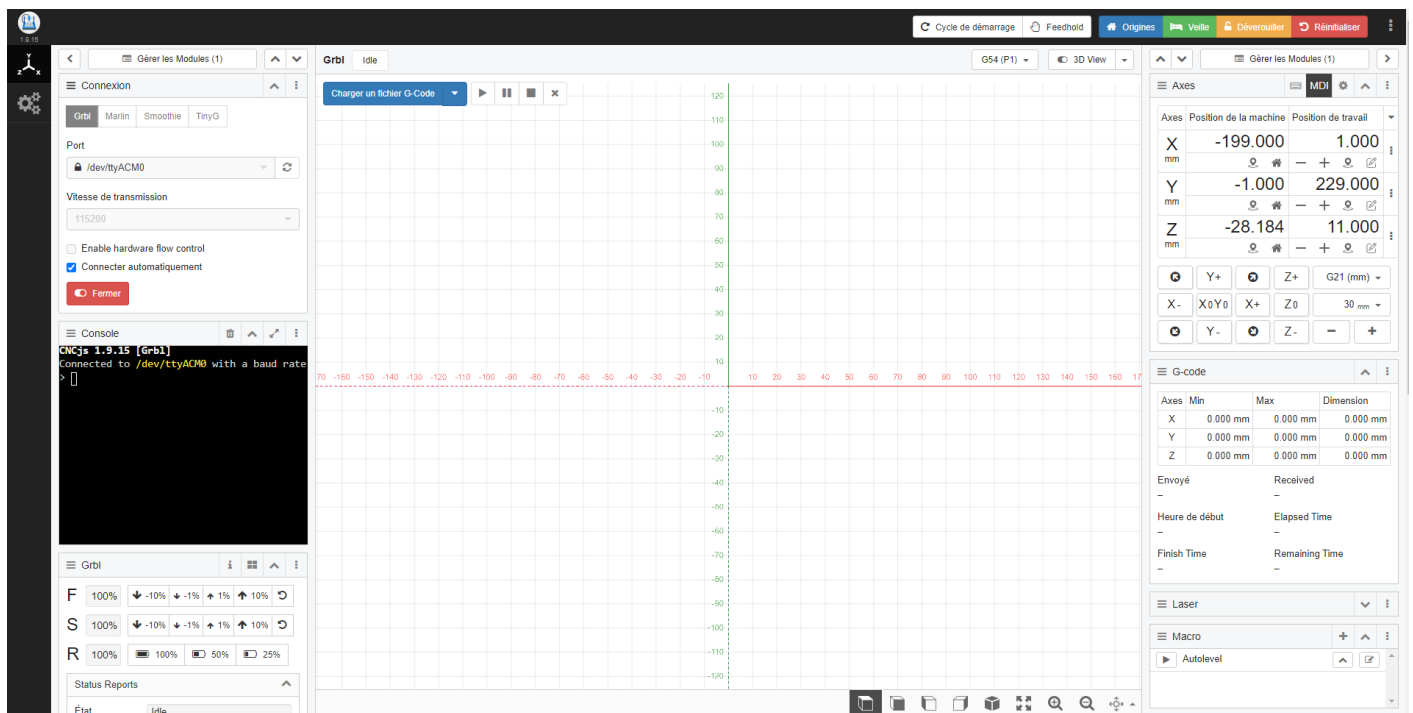 1.9.15
Cycle de démarrage
Feedhold
Origines
Veille
Déverouiller
Réinitialiser
Gérer les Modules (1)
Connexion
Grbl Marlin Smoothie TinyG
Port
/dev/ttyACM0
Vitesse de transmission
115200
Enable hardware flow control
Connecter automatiquement
Fermer
Console
CNCjs 1.9.15 [Grbl]
Connected to /dev/ttyACM0 with a baud rate
>
Grbl
F 100% -10% -1% 1% 10%
S 100% -10% -1% 1% 10%
R 100% 100% 50% 25%
Status Reports
État Idle
Grbl Idle
G54 (P1)
3D View
Charger un fichier G-Code
120
110
100
90
80
70
60
50
40
30
20
10
70 -160 -150 -140 -130 -120 -110 -100 -90 -80 -70 -60 -50 -40 -30 -20 -10 10 20 30 40 50 60 70 80 90 100 110 120 130 140 150 160 17
-10
-20
-30
-40
-50
-60
-70
-80
-90
-100
-110
-120
Gérer les Modules (1)
Axes
MDI
Axes Position de la machine Position de travail
X -199.000 1.000
mm
Y -1.000 229.000
mm
Z -28.184 11.000
mm
Y+ Z+ G21 (mm)
X- X0Y0 X+ Z0 30 mm
Y- Z-
G-code
Axes Min Max Dimension
X 0.000 mm 0.000 mm 0.000 mm
Y 0.000 mm 0.000 mm 0.000 mm
Z 0.000 mm 0.000 mm 0.000 mm
Envoyé Received
– –
Heure de début Elapsed Time
– –
Finish Time Remaining Time
– –
Laser
Macro
Autolevel